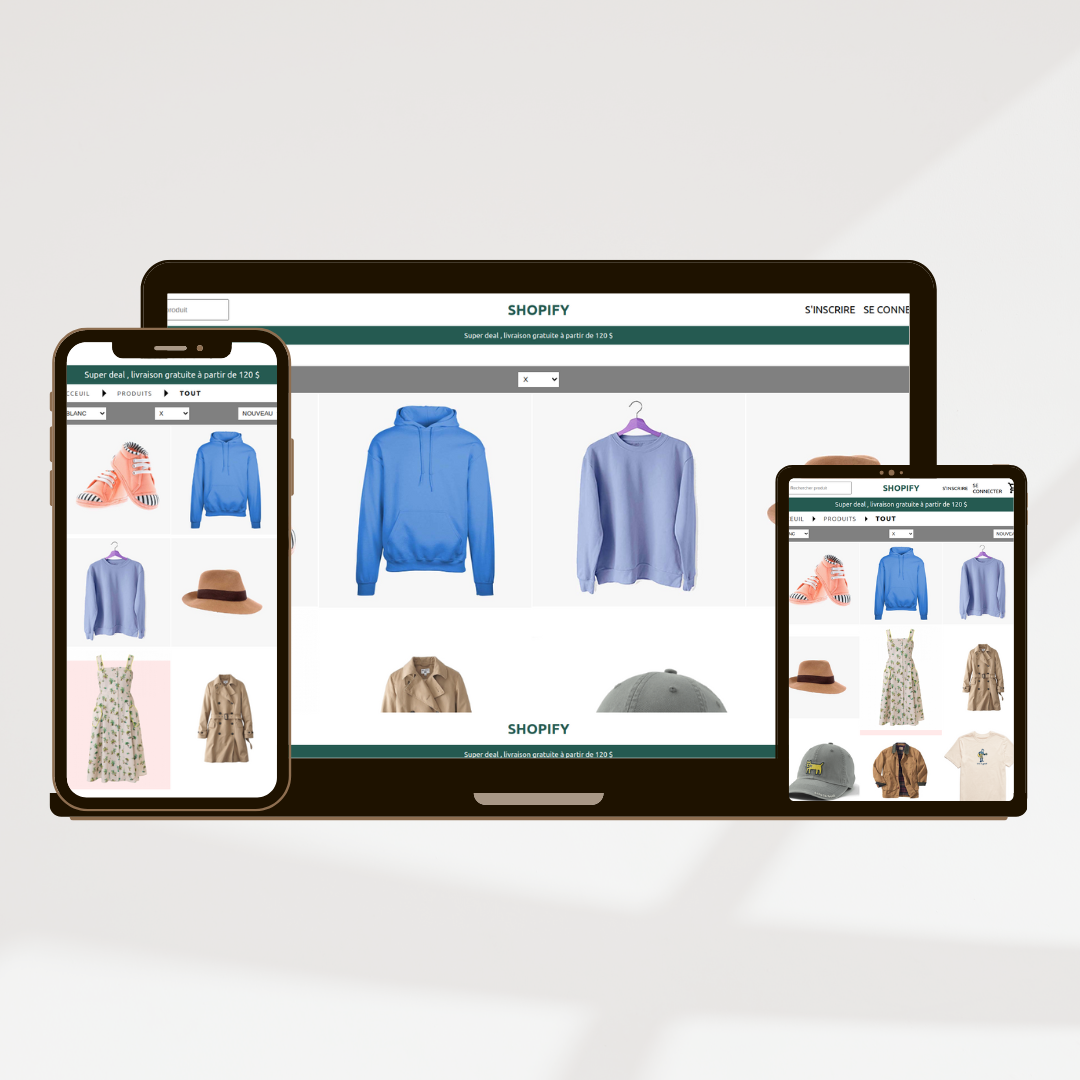 produit
SHOPIFY
S'INSCRIRE SE CONNE
Super deal , livraison gratuite à partir de 120 $
X
SHOPIFY
Super deal , livraison gratuite à partir de 120 $
Super deal , livraison gratuite à partir de 120 $
CCEUIL PRODUITS TOUT
BLANC X NOUVEAU
Rechercher produit
SHOPIFY
S'INSCRIRE
SE
CONNECTER
Super deal , livraison gratuite à partir de 120 $
EUIL PRODUITS TOUT
NC X NOUVEA